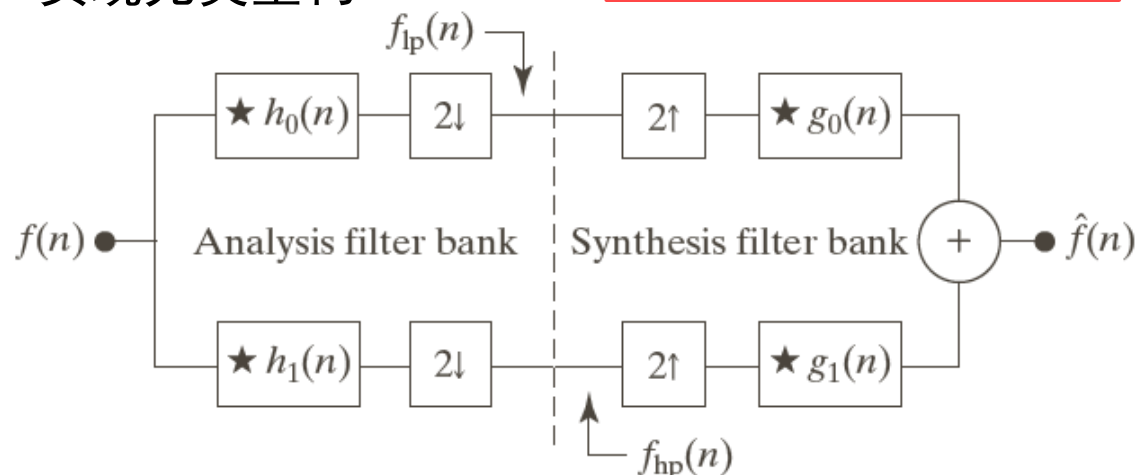 f_lp(n)
★ h_0(n) 2↓ 2↑ ★ g_0(n)
f(n) Analysis filter bank Synthesis filter bank + f̂(n)
★ h_1(n) 2↓ 2↑ ★ g_1(n)
f_hp(n)